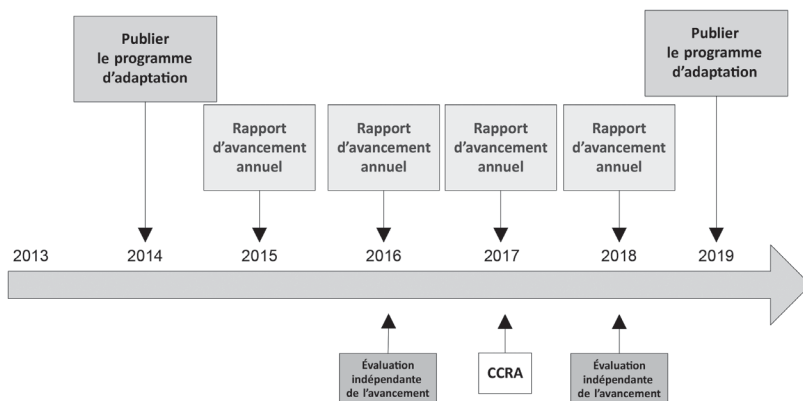 Publier
le programme
d’adaptation
Publier
le programme
d’adaptation
Rapport
d’avancement
annuel
Rapport
d’avancement
annuel
Rapport
d’avancement
annuel
Rapport
d’avancement
annuel
2013
2014
2015
2016
2017
2018
2019
Évaluation
indépendante
de l’avancement
CCRA
Évaluation
indépendante
de l’avancement